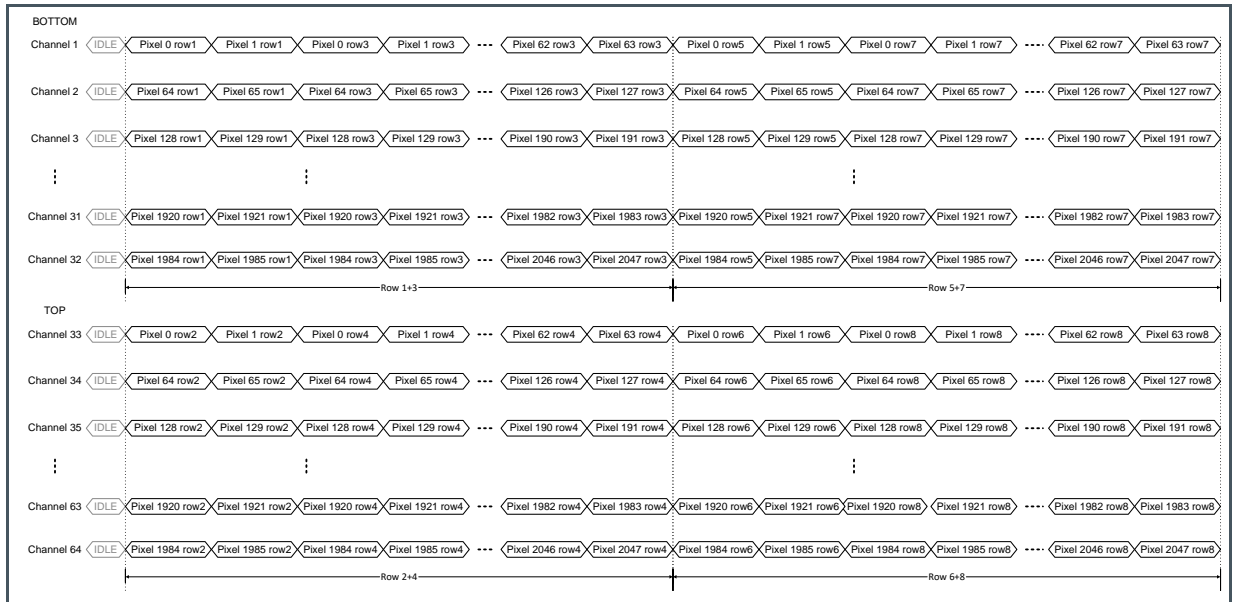 BOTTOM
Channel 1 IDLE Pixel 0 row1 Pixel 1 row1 Pixel 0 row3 Pixel 1 row3 Pixel 62 row3 Pixel 63 row3 Pixel 0 row5 Pixel 1 row5 Pixel 0 row7 Pixel 1 row7 Pixel 62 row7 Pixel 63 row7
Channel 2 IDLE Pixel 64 row1 Pixel 65 row1 Pixel 64 row3 Pixel 65 row3 Pixel 126 row3 Pixel 127 row3 Pixel 64 row5 Pixel 65 row5 Pixel 64 row7 Pixel 65 row7 Pixel 126 row7 Pixel 127 row7
Channel 3 IDLE Pixel 128 row1 Pixel 129 row1 Pixel 128 row3 Pixel 129 row3 Pixel 190 row3 Pixel 191 row3 Pixel 128 row5 Pixel 129 row5 Pixel 128 row7 Pixel 129 row7 Pixel 190 row7 Pixel 191 row7
Channel 31 IDLE Pixel 1920 row1 Pixel 1921 row1 Pixel 1920 row3 Pixel 1921 row3 Pixel 1982 row3 Pixel 1983 row3 Pixel 1920 row5 Pixel 1921 row7 Pixel 1920 row7 Pixel 1921 row7 Pixel 1982 row7 Pixel 1983 row7
Channel 32 IDLE Pixel 1984 row1 Pixel 1985 row1 Pixel 1984 row3 Pixel 1985 row3 Pixel 2046 row3 Pixel 2047 row3 Pixel 1984 row5 Pixel 1985 row7 Pixel 1984 row7 Pixel 1985 row7 Pixel 2046 row7 Pixel 2047 row7
Row 1+3 Row 5+7
TOP
Channel 33 IDLE Pixel 0 row2 Pixel 1 row2 Pixel 0 row4 Pixel 1 row4 Pixel 62 row4 Pixel 63 row4 Pixel 0 row6 Pixel 1 row6 Pixel 0 row8 Pixel 1 row8 Pixel 62 row8 Pixel 63 row8
Channel 34 IDLE Pixel 64 row2 Pixel 65 row2 Pixel 64 row4 Pixel 65 row4 Pixel 126 row4 Pixel 127 row4 Pixel 64 row6 Pixel 65 row6 Pixel 64 row8 Pixel 65 row8 Pixel 126 row8 Pixel 127 row8
Channel 35 IDLE Pixel 128 row2 Pixel 129 row2 Pixel 128 row4 Pixel 129 row4 Pixel 190 row4 Pixel 191 row4 Pixel 128 row6 Pixel 129 row6 Pixel 128 row8 Pixel 129 row8 Pixel 190 row8 Pixel 191 row8
Channel 63 IDLE Pixel 1920 row2 Pixel 1921 row2 Pixel 1920 row4 Pixel 1921 row4 Pixel 1982 row4 Pixel 1983 row4 Pixel 1920 row6 Pixel 1921 row6 Pixel 1920 row8 Pixel 1921 row8 Pixel 1982 row8 Pixel 1983 row8
Channel 64 IDLE Pixel 1984 row2 Pixel 1985 row2 Pixel 1984 row4 Pixel 1985 row4 Pixel 2046 row4 Pixel 2047 row4 Pixel 1984 row6 Pixel 1985 row6 Pixel 1984 row8 Pixel 1985 row8 Pixel 2046 row8 Pixel 2047 row8
Row 2+4 Row 6+8